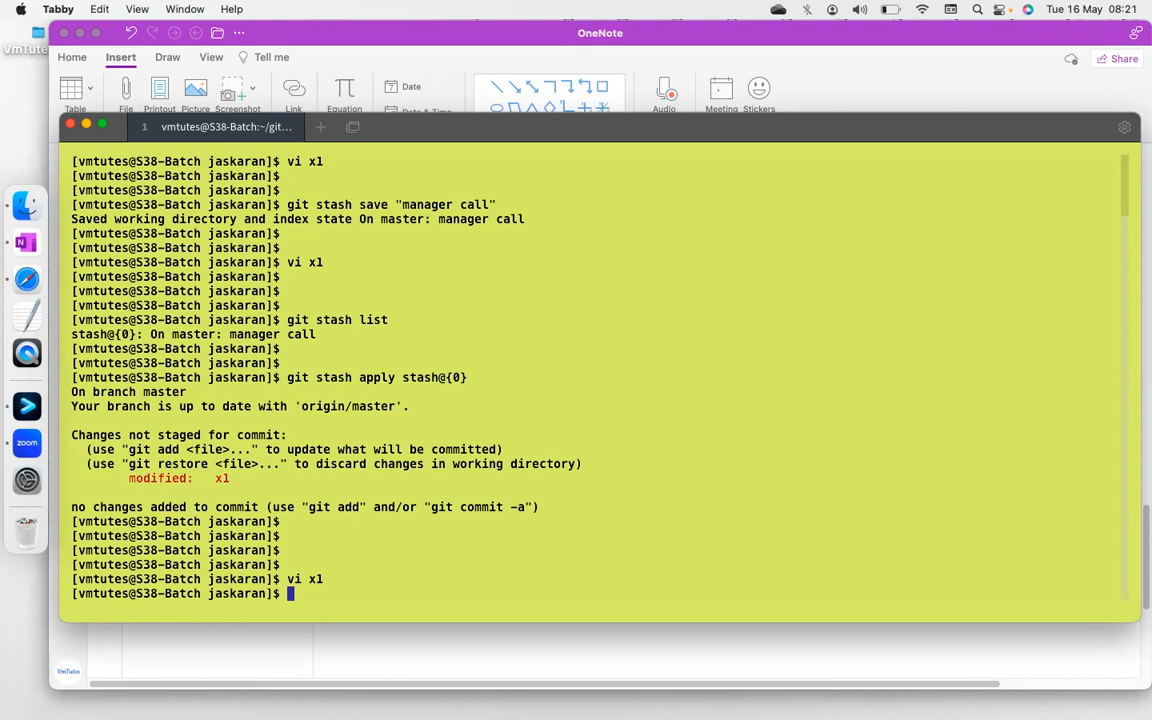 Tabby Edit View Window Help Tue 16 May 08:21
OneNote
Home Insert Draw View Tell me Share
Table File Printout Picture Screenshot Link Equation Date Audio Meeting Stickers
Date & Time
VmTute
1 vmtutes@S38-Batch:~/git...
[vmtutes@S38-Batch jaskaran]$ vi x1
[vmtutes@S38-Batch jaskaran]$
[vmtutes@S38-Batch jaskaran]$
[vmtutes@S38-Batch jaskaran]$ git stash save "manager call"
Saved working directory and index state On master: manager call
[vmtutes@S38-Batch jaskaran]$
[vmtutes@S38-Batch jaskaran]$
[vmtutes@S38-Batch jaskaran]$ vi x1
[vmtutes@S38-Batch jaskaran]$
[vmtutes@S38-Batch jaskaran]$
[vmtutes@S38-Batch jaskaran]$
[vmtutes@S38-Batch jaskaran]$ git stash list
stash@{0}: On master: manager call
[vmtutes@S38-Batch jaskaran]$
[vmtutes@S38-Batch jaskaran]$
[vmtutes@S38-Batch jaskaran]$ git stash apply stash@{0}
On branch master
Your branch is up to date with 'origin/master'.
Changes not staged for commit:
(use "git add <file>..." to update what will be committed)
(use "git restore <file>..." to discard changes in working directory)
modified: x1
no changes added to commit (use "git add" and/or "git commit -a")
[vmtutes@S38-Batch jaskaran]$
[vmtutes@S38-Batch jaskaran]$
[vmtutes@S38-Batch jaskaran]$
[vmtutes@S38-Batch jaskaran]$
[vmtutes@S38-Batch jaskaran]$ vi x1
[vmtutes@S38-Batch jaskaran]$
zoom
VmTutes